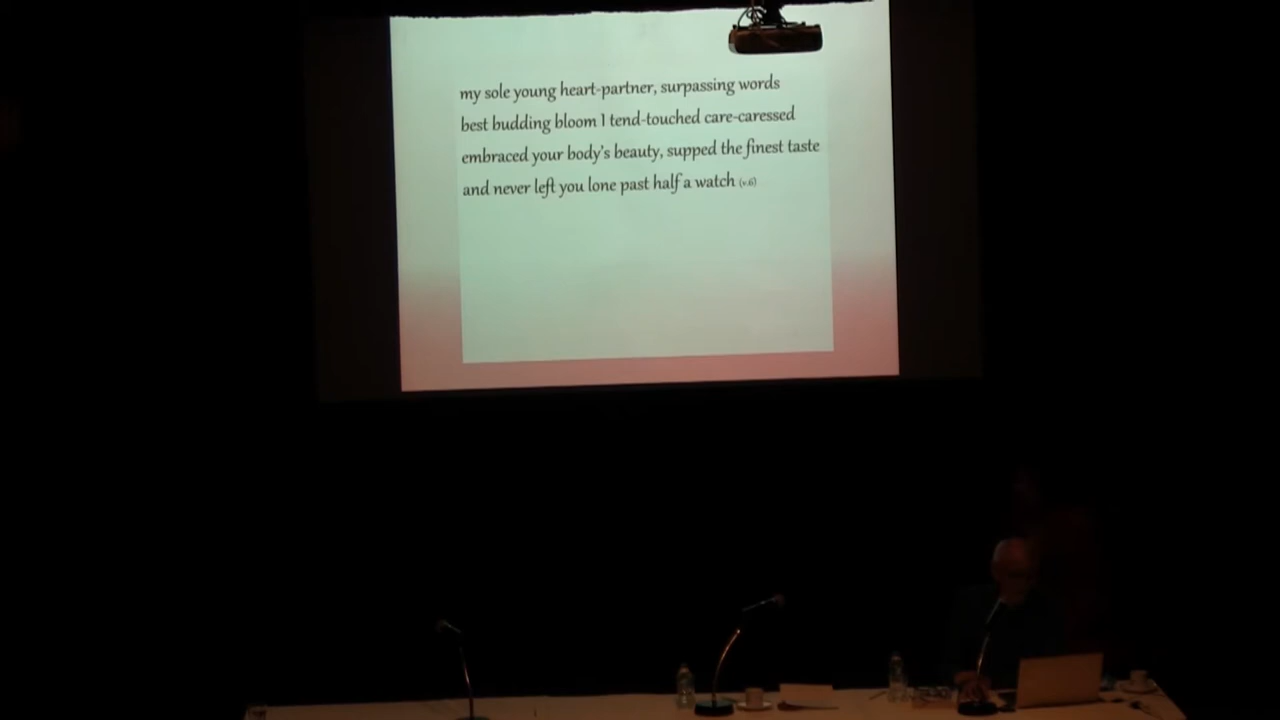 my sole young heart-partner, surpassing words
best budding bloom I tend-touched care-caressed
embraced your body's beauty, supped the finest taste
and never left you lone past half a watch (v.6)